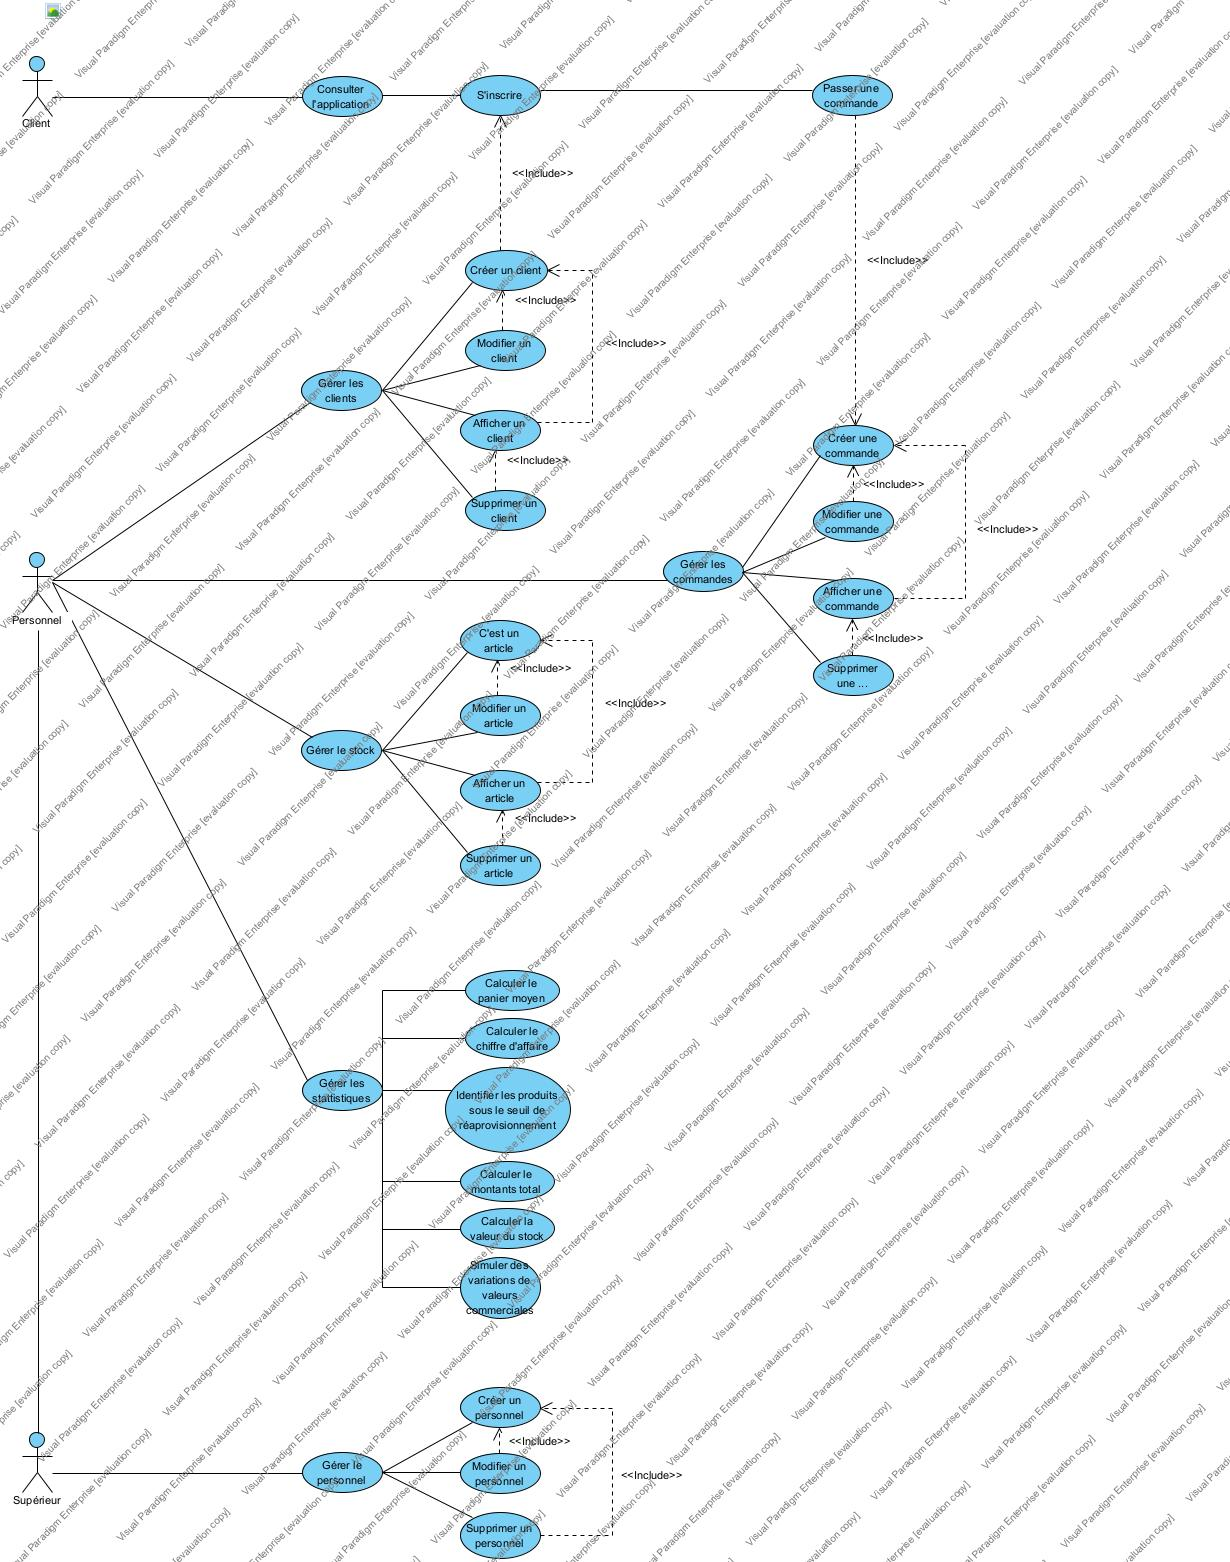 Client
Consulter
l'application
S'inscrire
Passer une
commande
<<Include>>
<<Include>>
Créer un client
<<Include>>
Modifier un
client
<<Include>>
Gérer les
clients
Afficher un
client
<<Include>>
Supprimer un
client
Créer une
commande
<<Include>>
Modifier une
commande
<<Include>>
Gérer les
commandes
Afficher une
commande
<<Include>>
Supprimer
une ...
Personnel
C'est un
article
<<Include>>
Modifier un
article
<<Include>>
Gérer le stock
Afficher un
article
<<Include>>
Supprimer un
article
Calculer le
panier moyen
Calculer le
chiffre d'affaire
Gérer les
stattistiques
Identifier les produits
sous le seuil de
réaprovisionnement
Calculer le
montants total
Calculer la
valeur du stock
Simuler des
variations de
valeurs
commerciales
Créer un
personnel
<<Include>>
Gérer le
personnel
Modifier un
personnel
<<Include>>
Supérieur
Supprimer un
personnel
Visual Paradigm Enterprise [evaluation copy]